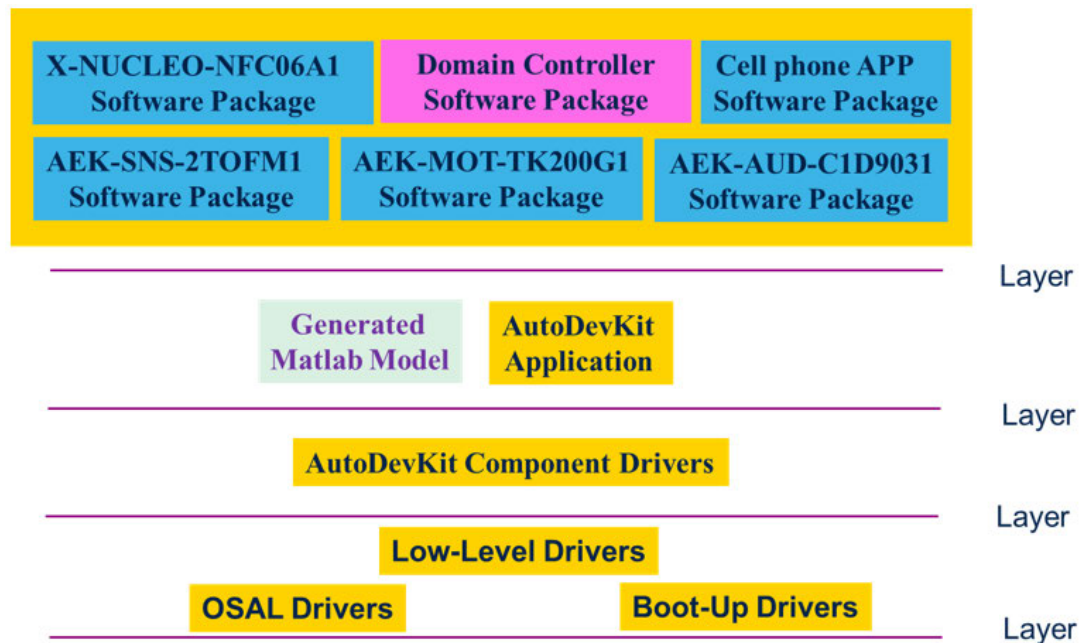 X-NUCLEO-NFC06A1
Software Package
Domain Controller
Software Package
Cell phone APP
Software Package
AEK-SNS-2TOFM1
Software Package
AEK-MOT-TK200G1
Software Package
AEK-AUD-C1D9031
Software Package
Layer
Generated
Matlab Model
AutoDevKit
Application
Layer
AutoDevKit Component Drivers
Layer
Low-Level Drivers
OSAL Drivers
Boot-Up Drivers
Layer